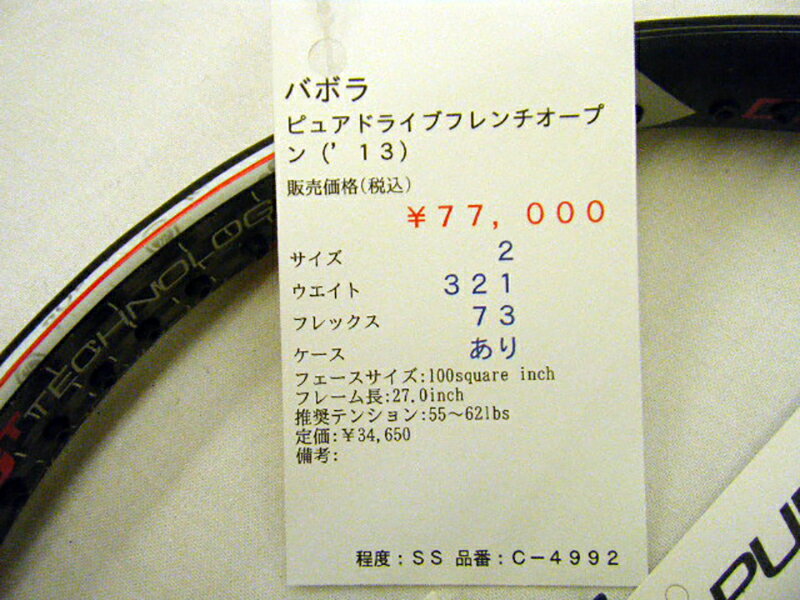 バボラ
ピュアドライブフレンチオープ
ン(’13)
販売価格(税込)
¥77,000
サイズ 2
ウエイト 321
フレックス 73
ケース あり
フェースサイズ:100square inch
フレーム長:27.0inch
推奨テンション:55〜62lbs
定価:¥34,650
備考:
程度:SS 品番:C−4992
TECHNOLOG
PU